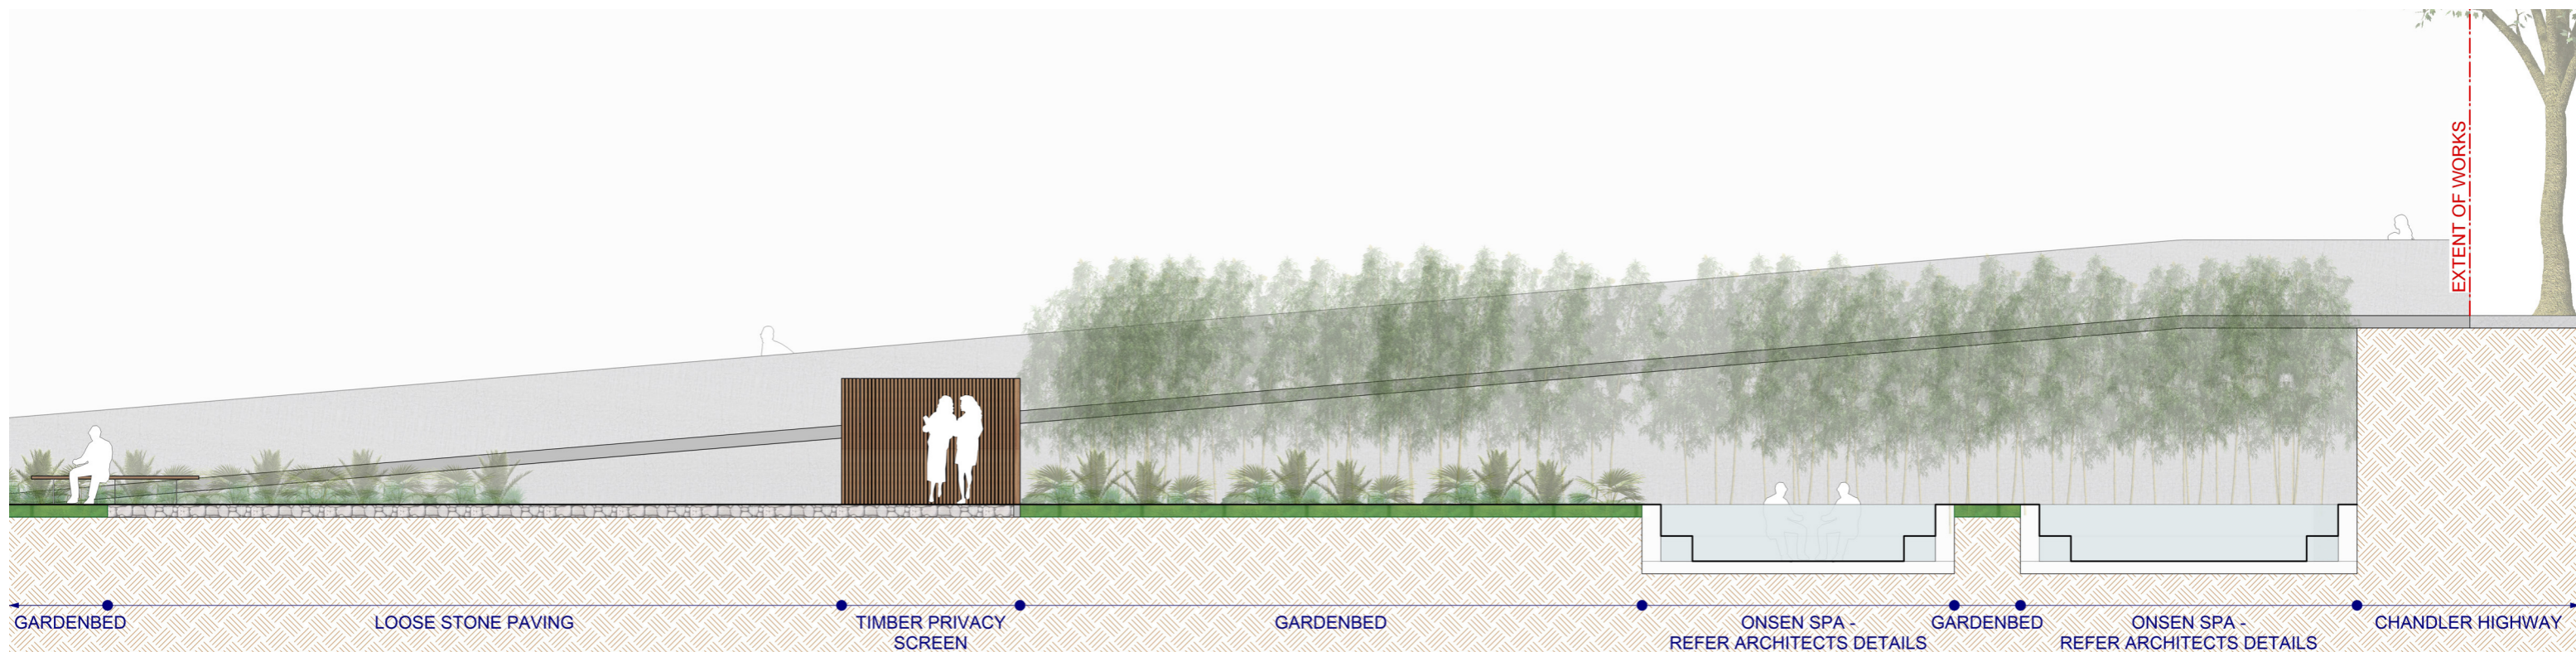 EXTENT OF WORKS
GARDENBED
LOOSE STONE PAVING
TIMBER PRIVACY
SCREEN
GARDENBED
ONSEN SPA -
REFER ARCHITECTS DETAILS
GARDENBED
ONSEN SPA -
REFER ARCHITECTS DETAILS
CHANDLER HIGHWAY